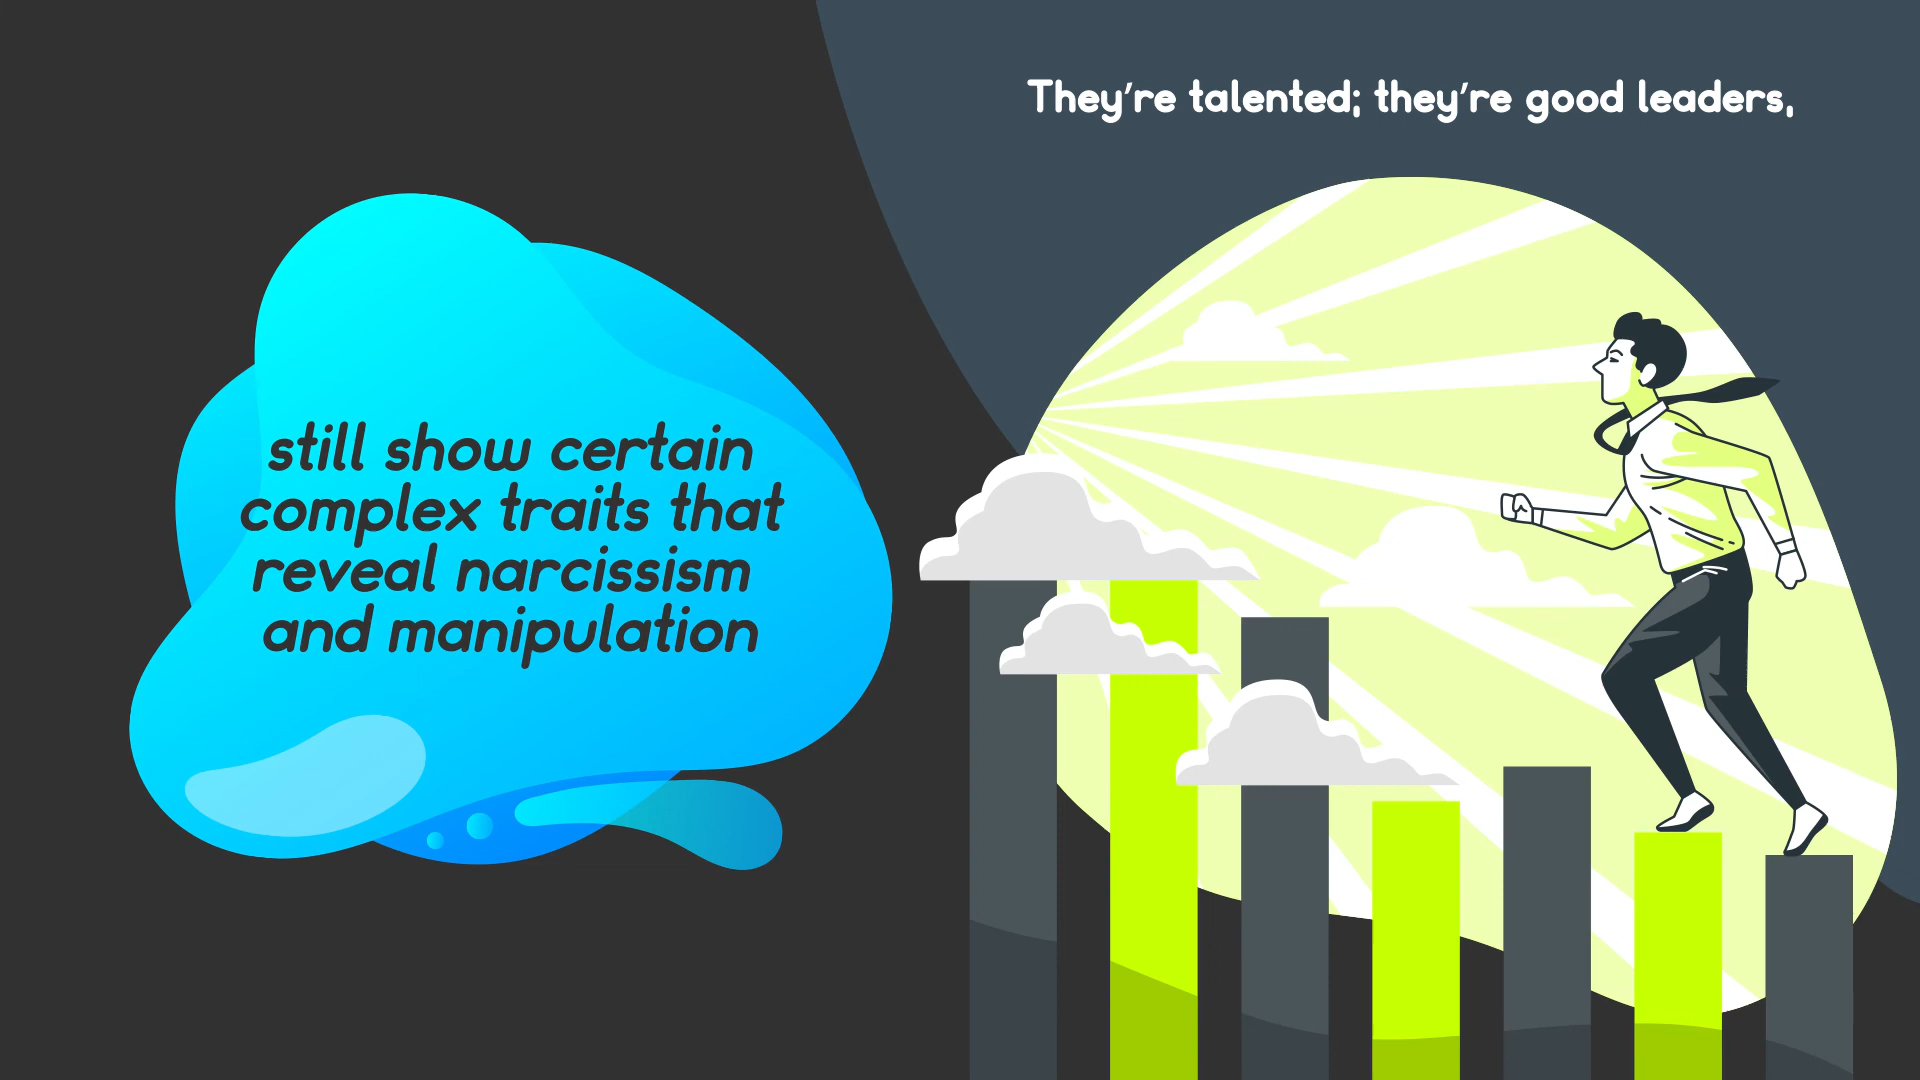 They're talented; they're good leaders,
still show certain
complex traits that
reveal narcissism
and manipulation